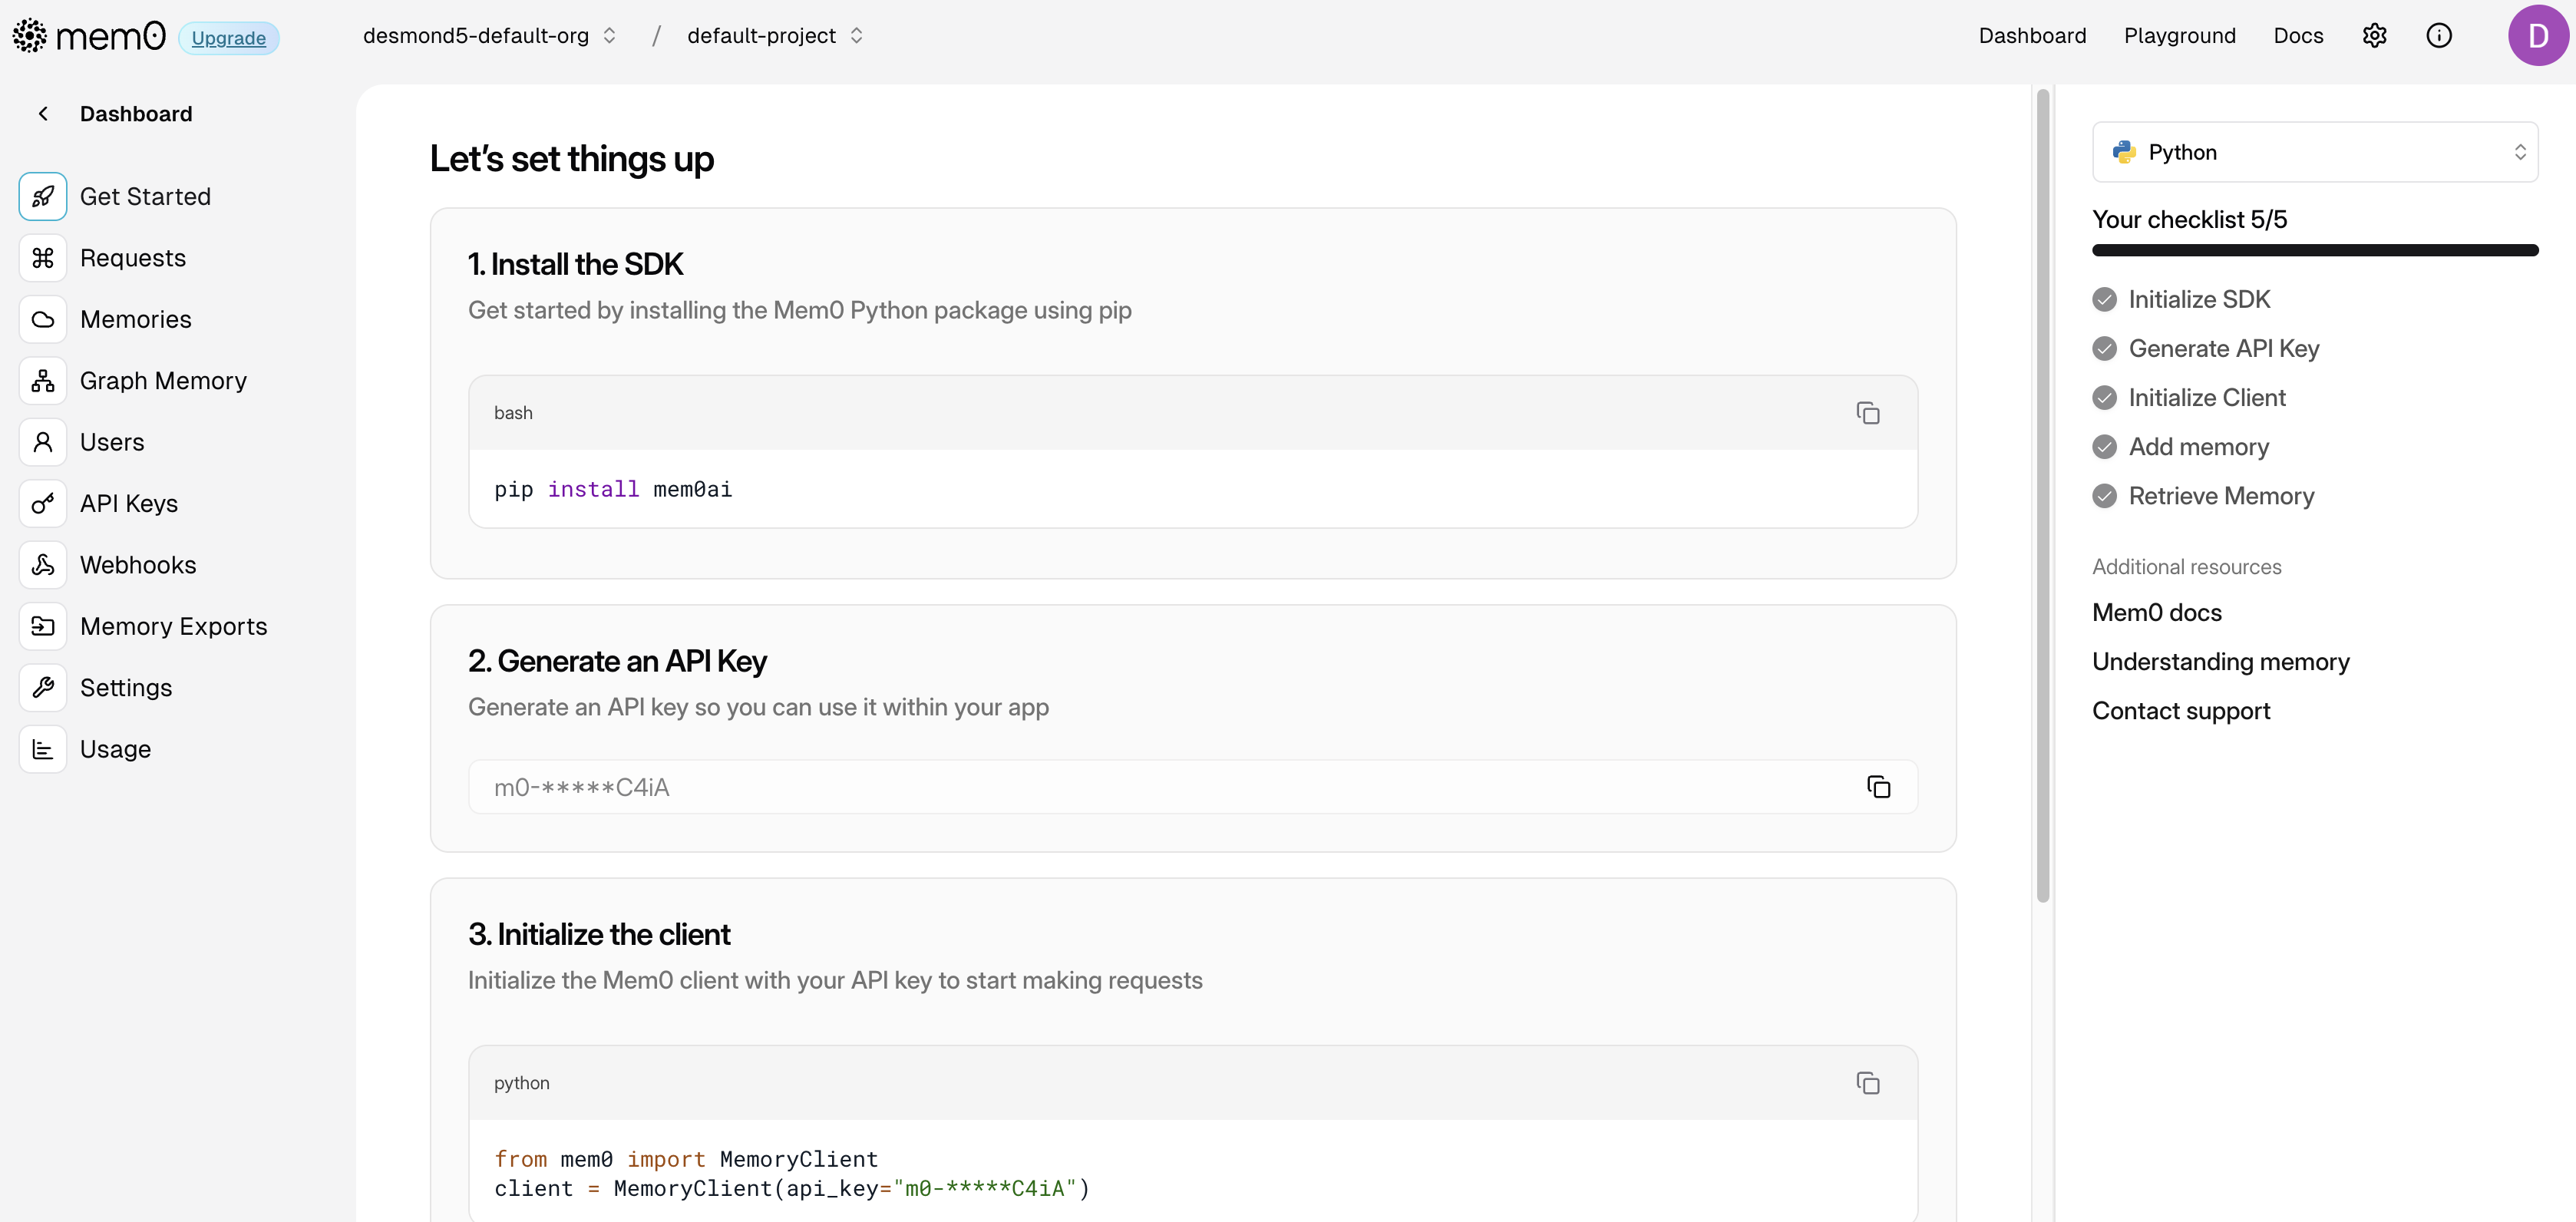 mem0 Upgrade desmond5-default-org / default-project Dashboard Playground Docs D
Dashboard
Get Started
Requests
Memories
Graph Memory
Users
API Keys
Webhooks
Memory Exports
Settings
Usage
Let's set things up
1. Install the SDK
Get started by installing the Mem0 Python package using pip
bash
pip install mem0ai
2. Generate an API Key
Generate an API key so you can use it within your app
m0-*****C4iA
3. Initialize the client
Initialize the Mem0 client with your API key to start making requests
python
from mem0 import MemoryClient
client = MemoryClient(api_key="m0-*****C4iA")
Python
Your checklist 5/5
Initialize SDK
Generate API Key
Initialize Client
Add memory
Retrieve Memory
Additional resources
Mem0 docs
Understanding memory
Contact support